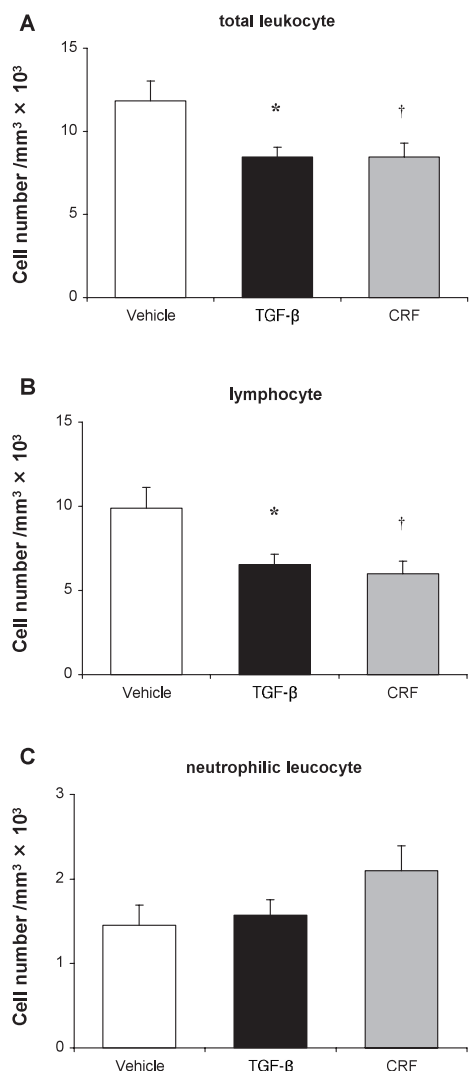 A
total leukocyte
Cell number /mm³ × 10³
15
10
5
0
*
†
Vehicle TGF-β CRF
B
lymphocyte
Cell number /mm³ × 10³
15
10
5
0
*
†
Vehicle TGF-β CRF
C
neutrophilic leucocyte
Cell number /mm³ × 10³
3
2
1
0
Vehicle TGF-β CRF